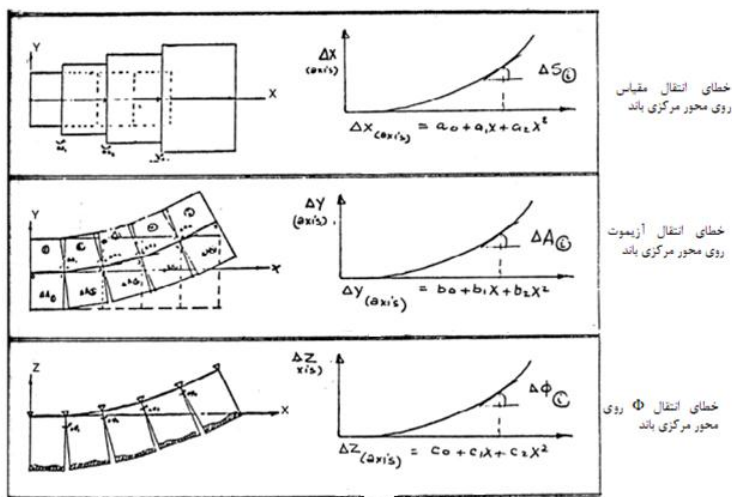 Y
X
ΔX
(axis)
ΔS
ΔX(axis) = a0 + a1X + a2X²
خطای انتقال مقیاس
روی محور مرکزی باند
Y
X
ΔY
(axis)
ΔA
ΔY(axis) = b0 + b1X + b2X²
خطای انتقال آزیموت
روی محور مرکزی باند
Z
X
ΔZ
xis)
Δφ
ΔZ(axis) = c0 + c1X + c2X²
خطای انتقال Φ روی
محور مرکزی باند